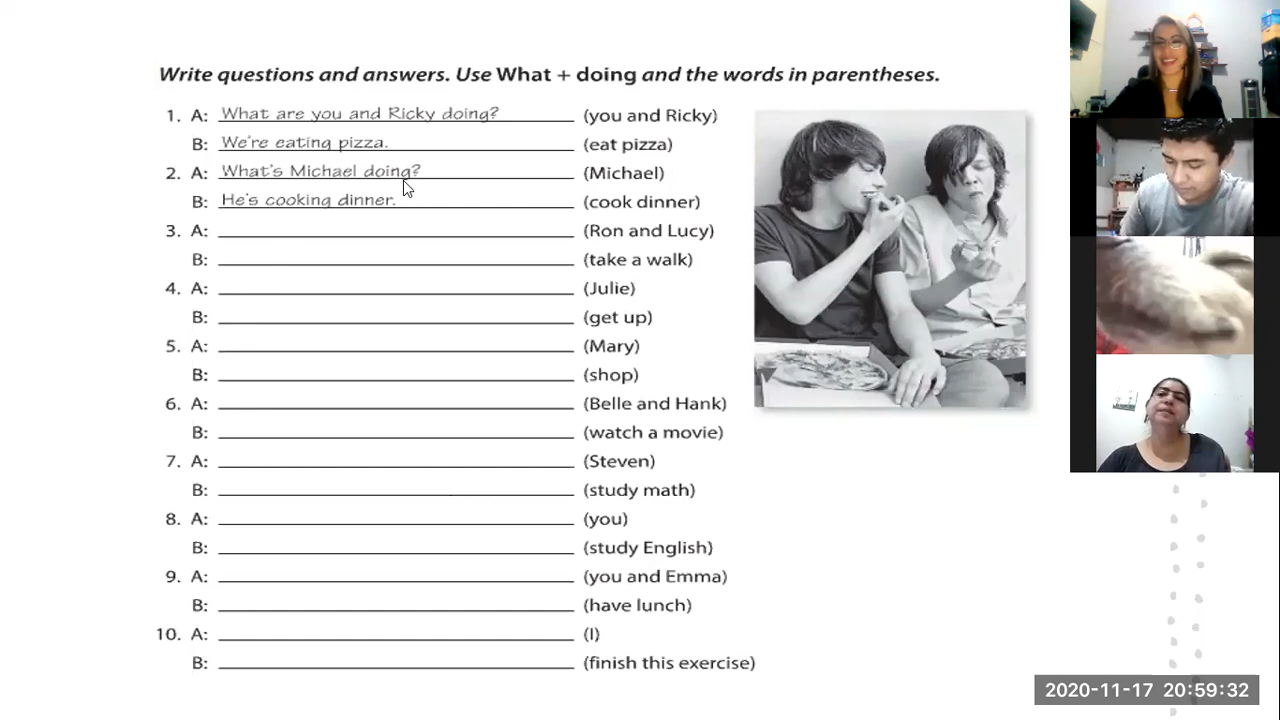 Write questions and answers. Use What + doing and the words in parentheses.
1. A: What are you and Ricky doing? (you and Ricky)
B: We're eating pizza. (eat pizza)
2. A: What's Michael doing? (Michael)
B: He's cooking dinner. (cook dinner)
3. A: (Ron and Lucy)
B: (take a walk)
4. A: (Julie)
B: (get up)
5. A: (Mary)
B: (shop)
6. A: (Belle and Hank)
B: (watch a movie)
7. A: (Steven)
B: (study math)
8. A: (you)
B: (study English)
9. A: (you and Emma)
B: (have lunch)
10. A: (I)
B: (finish this exercise)
2020-11-17 20:59:32